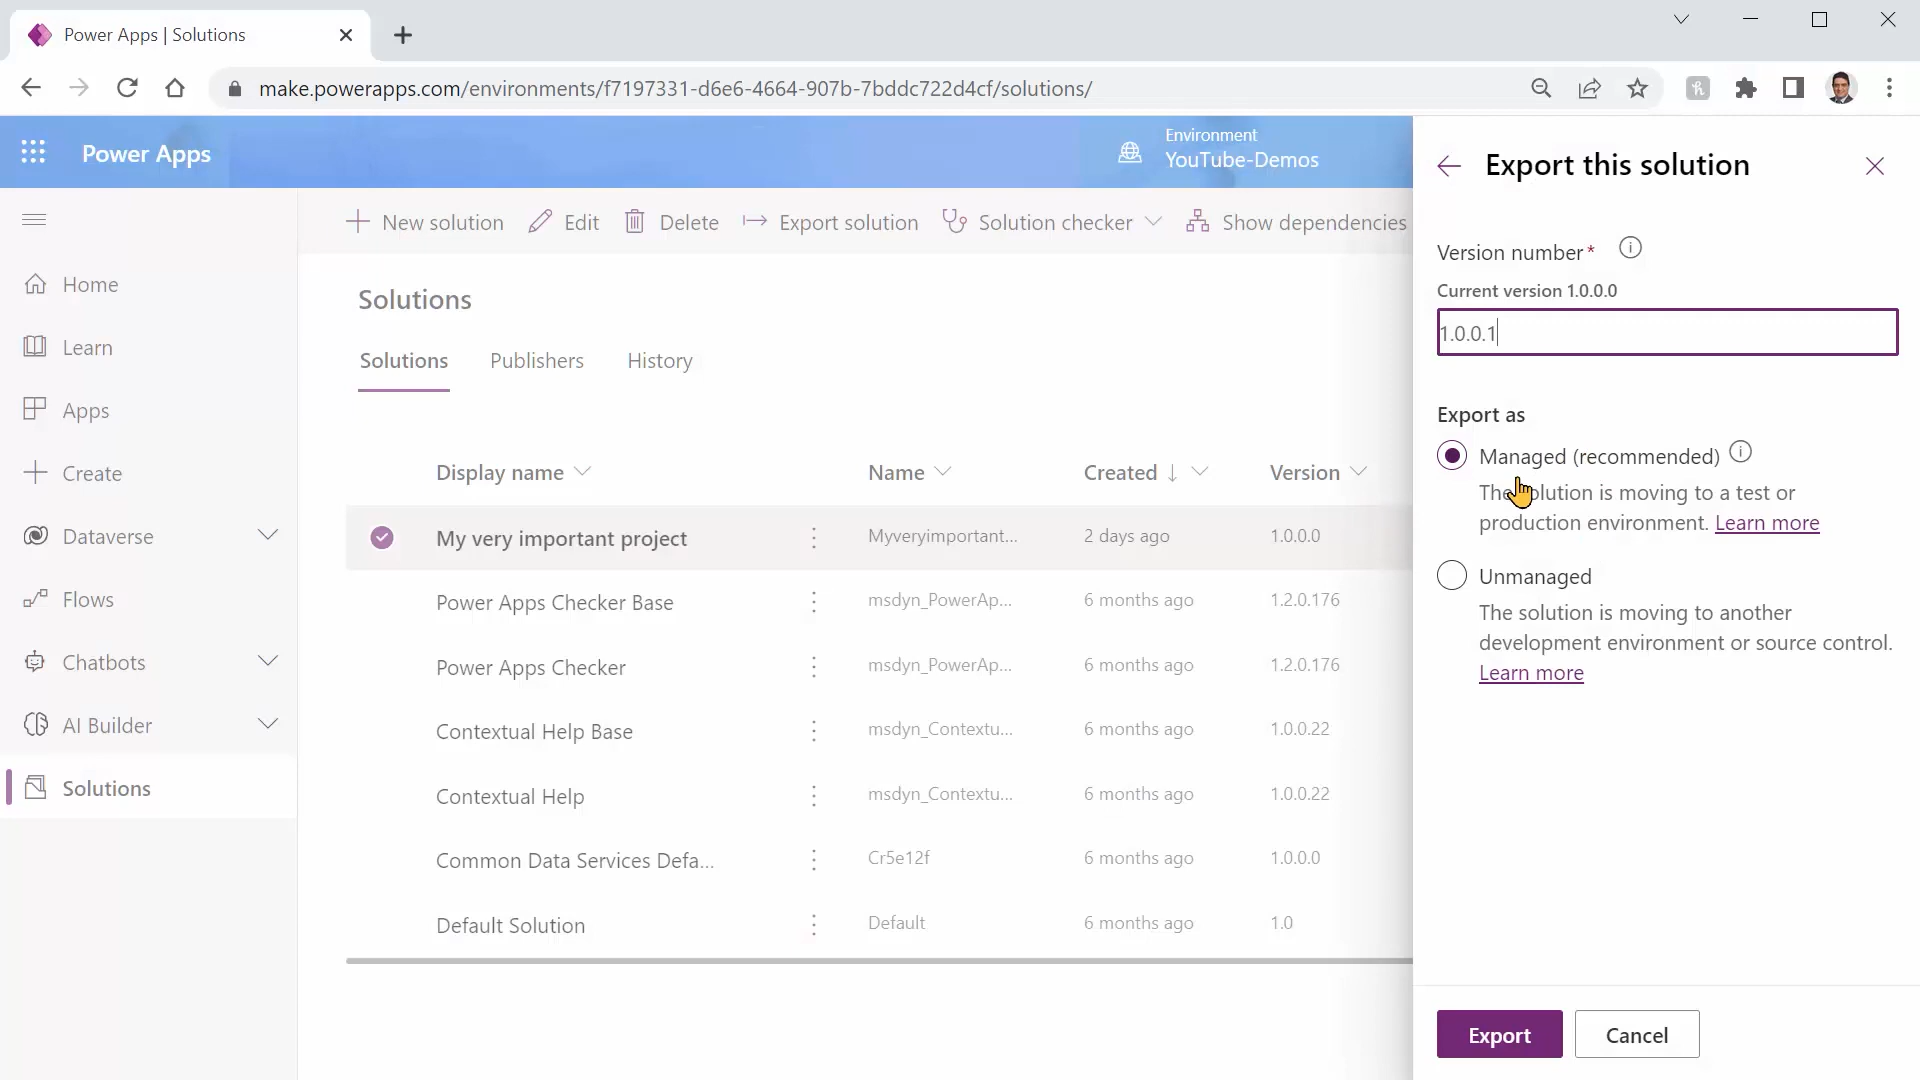 Power Apps | Solutions
make.powerapps.com/environments/f7197331-d6e6-4664-907b-7bddc722d4cf/solutions/
Power Apps
Environment
YouTube-Demos
New solution
Edit
Delete
Export solution
Solution checker
Show dependencies
Home
Learn
Apps
Create
Dataverse
Flows
Chatbots
AI Builder
Solutions
Solutions
Solutions
Publishers
History
Display name
Name
Created
Version
My very important project
Myveryimportant...
2 days ago
1.0.0.0
Power Apps Checker Base
msdyn_PowerAp...
6 months ago
1.2.0.176
Power Apps Checker
msdyn_PowerAp...
6 months ago
1.2.0.176
Contextual Help Base
msdyn_Contextu...
6 months ago
1.0.0.22
Contextual Help
msdyn_Contextu...
6 months ago
1.0.0.22
Common Data Services Defa...
Cr5e12f
6 months ago
1.0.0.0
Default Solution
Default
6 months ago
1.0
Export this solution
Version number*
Current version 1.0.0.0
1.0.0.1
Export as
Managed (recommended)
The solution is moving to a test or
production environment. Learn more
Unmanaged
The solution is moving to another
development environment or source control.
Learn more
Export
Cancel